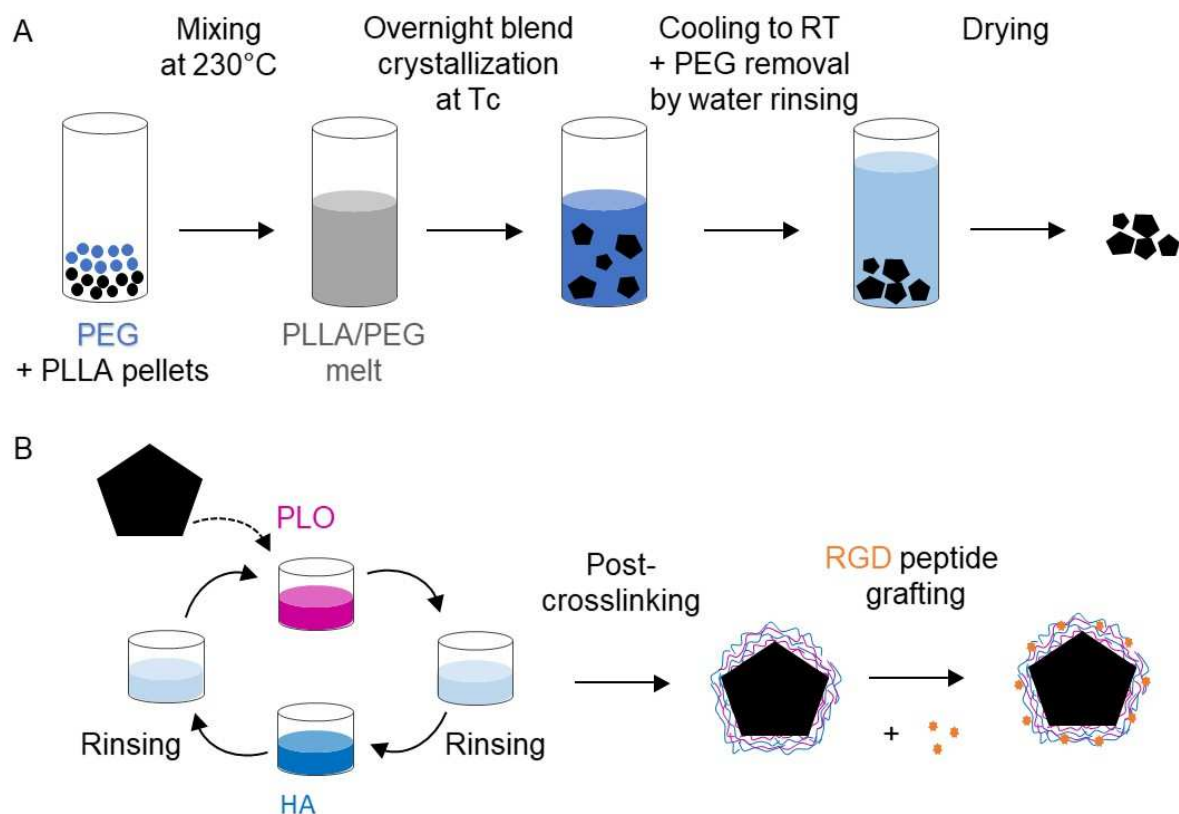 A
Mixing
at 230°C
Overnight blend
crystallization
at Tc
Cooling to RT
+ PEG removal
by water rinsing
Drying
PEG
+ PLLA pellets
PLLA/PEG
melt
B
PLO
Rinsing
Rinsing
HA
Post-
crosslinking
RGD peptide
grafting
+